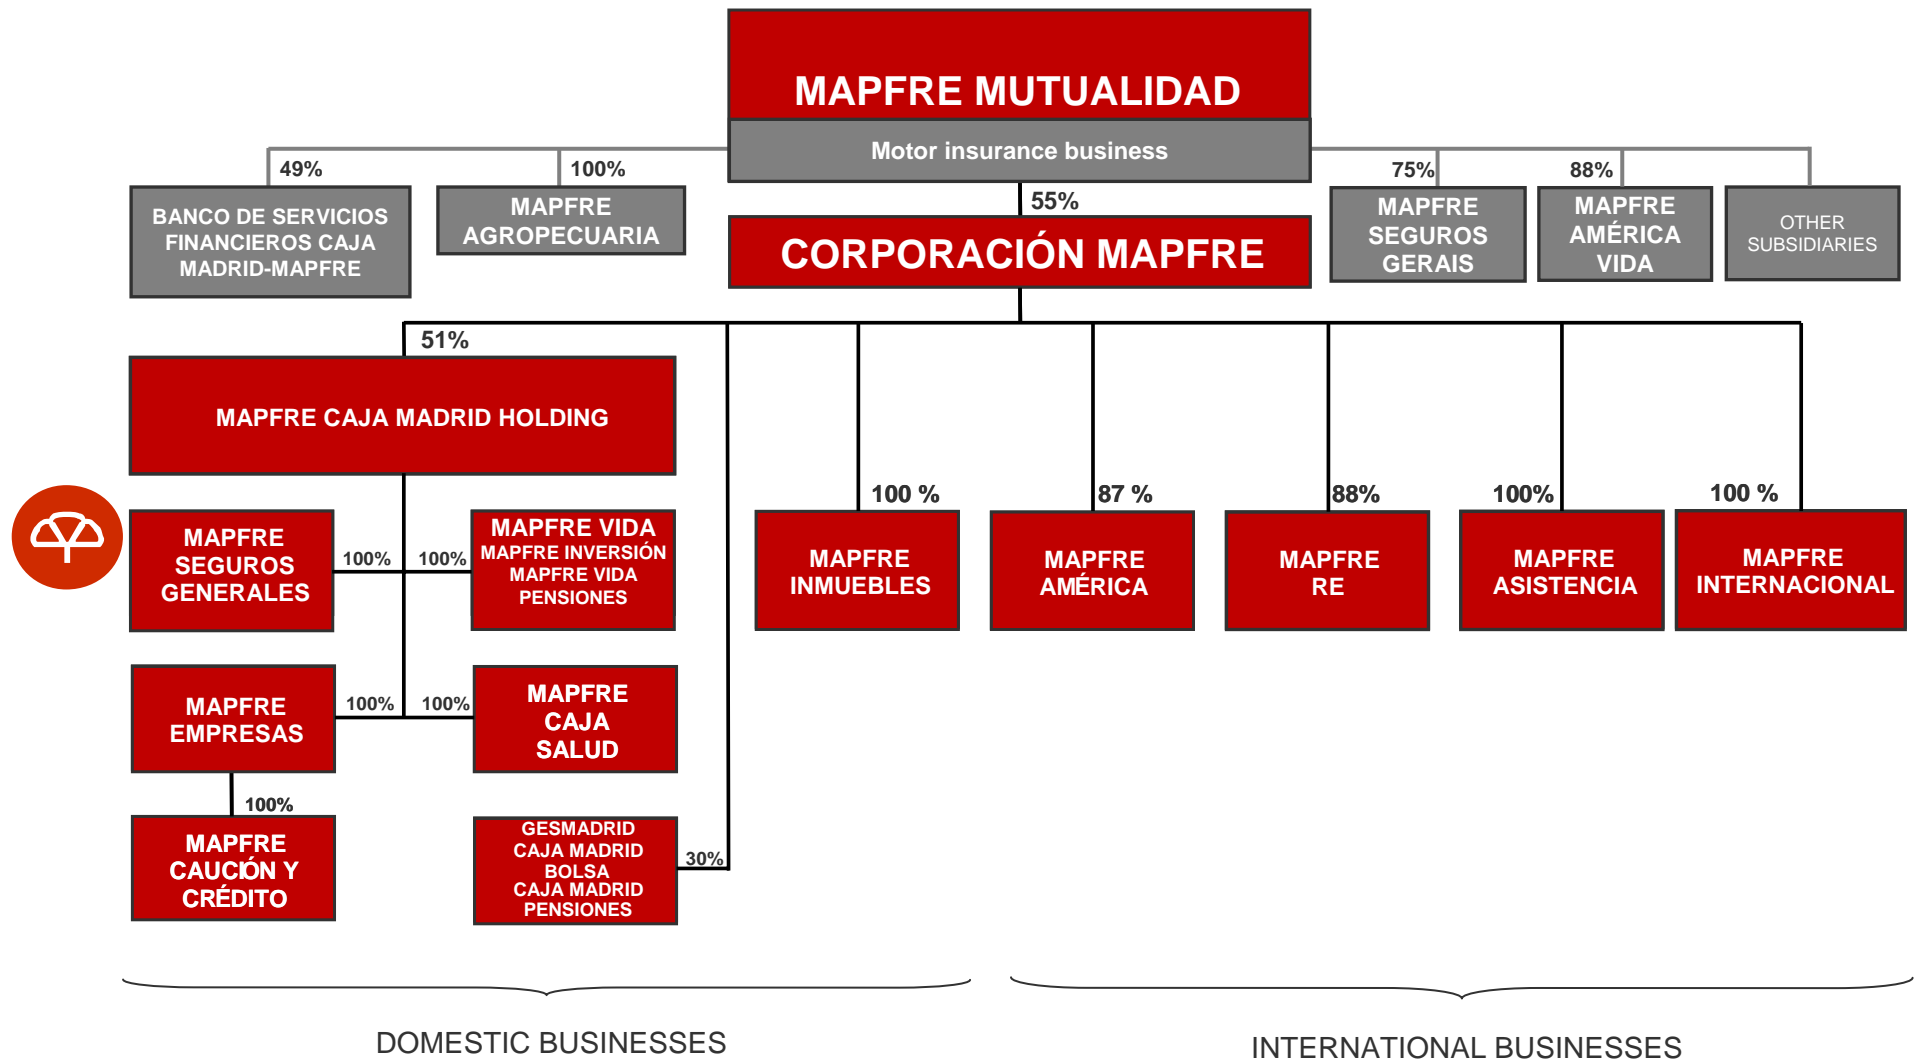 MAPFRE MUTUALIDAD
Motor insurance business
49%
100%
75%
88%
BANCO DE SERVICIOS
FINANCIEROS CAJA
MADRID-MAPFRE
MAPFRE
AGROPECUARIA
55%
CORPORACIÓN MAPFRE
MAPFRE
SEGUROS
GERAIS
MAPFRE
AMÉRICA
VIDA
OTHER
SUBSIDIARIES
51%
MAPFRE CAJA MADRID HOLDING
100 %
87 %
88%
100%
100 %
MAPFRE
SEGUROS
GENERALES
100%
100%
MAPFRE VIDA
MAPFRE INVERSIÓN
MAPFRE VIDA
PENSIONES
MAPFRE
INMUEBLES
MAPFRE
AMÉRICA
MAPFRE
RE
MAPFRE
ASISTENCIA
MAPFRE
INTERNACIONAL
MAPFRE
EMPRESAS
100%
100%
MAPFRE
CAJA
SALUD
100%
MAPFRE
CAUCIÓN Y
CRÉDITO
GESMADRID
CAJA MADRID
BOLSA
CAJA MADRID
PENSIONES
30%
DOMESTIC BUSINESSES
INTERNATIONAL BUSINESSES